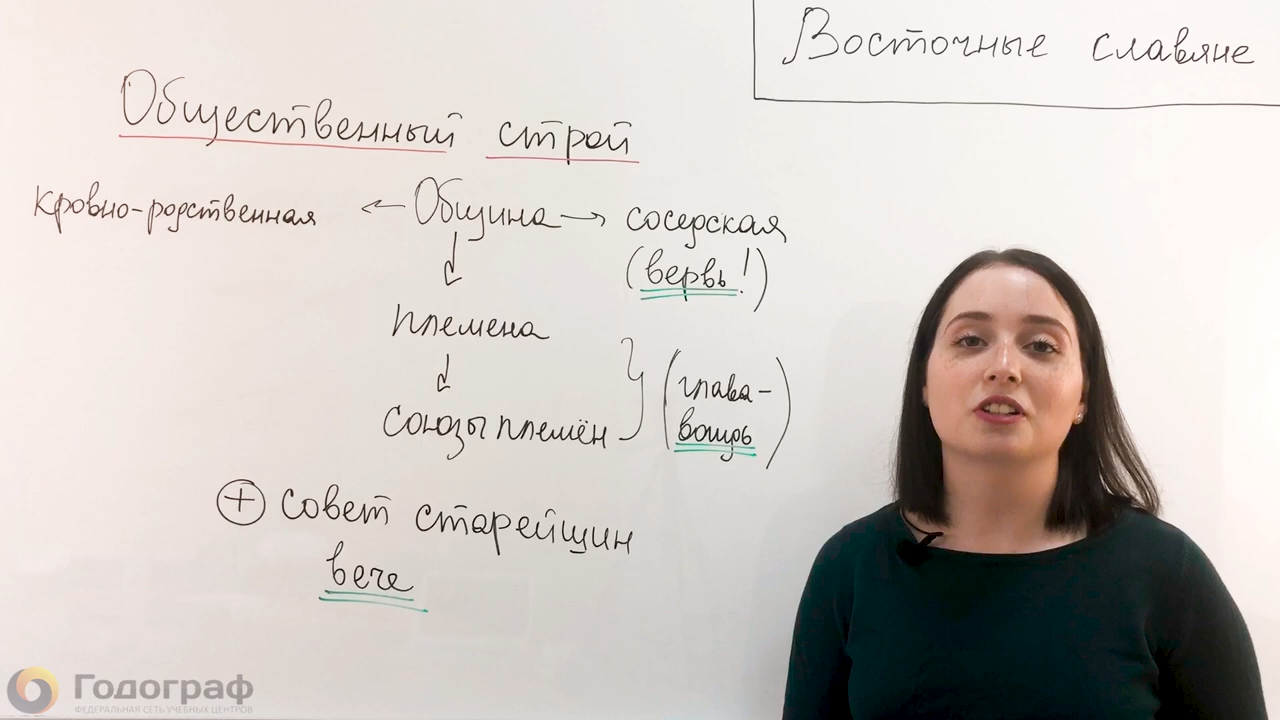 Восточные славяне
Общественный строй
кровно-родственная ← Община → соседская
(вервь!)
племена
союзы племён
(глава-
вождь)
+ совет старейшин
вече
Годограф
ФЕДЕРАЛЬНАЯ СЕТЬ УЧЕБНЫХ ЦЕНТРОВ